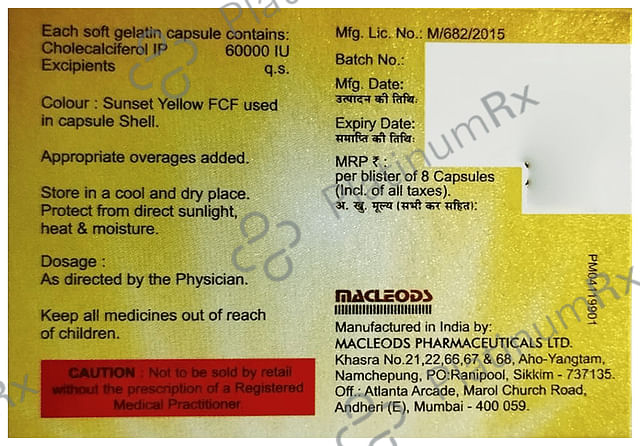 Each soft gelatin capsule contains:
Cholecalciferol IP 60000 IU
Excipients q.s.
Colour : Sunset Yellow FCF used
in capsule Shell.
Appropriate overages added.
Store in a cool and dry place.
Protect from direct sunlight,
heat & moisture.
Dosage :
As directed by the Physician.
Keep all medicines out of reach
of children.
CAUTION : Not to be sold by retail
without the prescription of a Registered
Medical Practitioner.
Mfg. Lic. No.: M/682/2015
Batch No.:
Mfg. Date:
उत्पादन की तिथि:
Expiry Date:
समाप्ति की तिथि:
MRP ₹ :
per blister of 8 Capsules
(Incl. of all taxes).
अ. खु. मूल्य (सभी कर सहित):
MACLEODS
Manufactured in India by:
MACLEODS PHARMACEUTICALS LTD.
Khasra No.21,22,66,67 & 68, Aho-Yangtam,
Namchepung, PO:Ranipool, Sikkim - 737135.
Off.: Atlanta Arcade, Marol Church Road,
Andheri (E), Mumbai - 400 059.
PlatinumRx